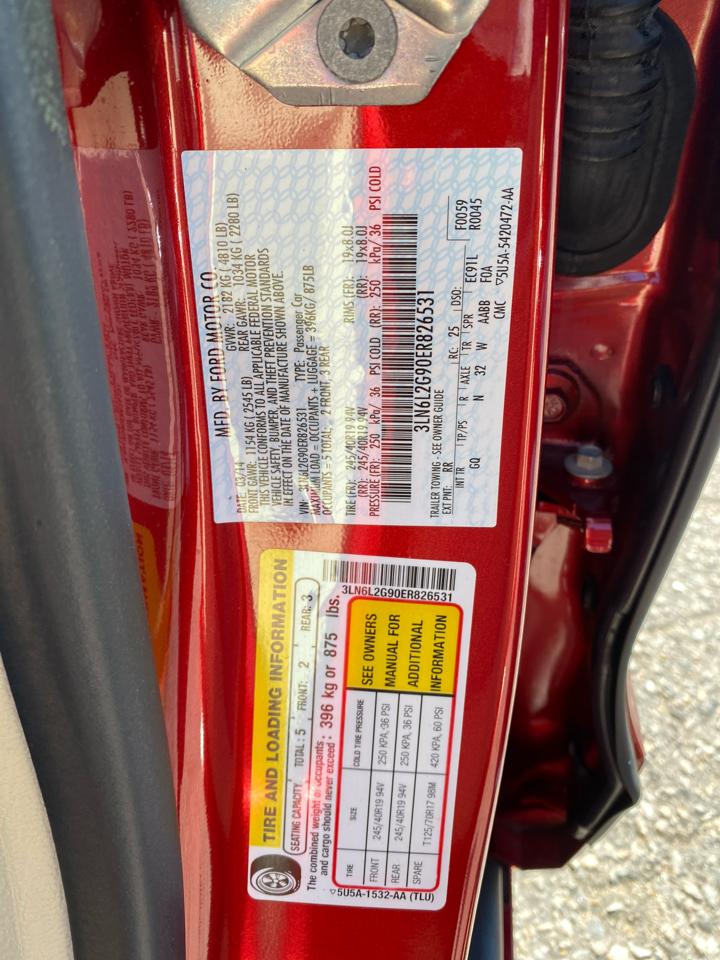 MFD. BY FORD MOTOR CO.
DATE: 03/14 GVWR: 2182 KG ( 4810 LB)
FRONT GAWR: 1154 KG ( 2545 LB) REAR GAWR: 1034 KG ( 2280 LB)
THIS VEHICLE CONFORMS TO ALL APPLICABLE FEDERAL MOTOR
VEHICLE SAFETY, BUMPER, AND THEFT PREVENTION STANDARDS
IN EFFECT ON THE DATE OF MANUFACTURE SHOWN ABOVE.
VIN: 3LN6L2G90ER826531 TYPE: Passenger Car
MAXIMUM LOAD = OCCUPANTS + LUGGAGE = 396KG/ 875LB
OCCUPANTS = 5 TOTAL, 2 FRONT, 3 REAR
TIRE (FR): 245/40R19 94V RIMS (FR): 19x8.0J
(RR): 245/40R19 94V (RR): 19x8.0J
PRESSURE (FR): 250 kPa/ 36 PSI COLD (RR): 250 kPa/ 36 PSI COLD
3LN6L2G90ER826531
TRAILER TOWING - SEE OWNER GUIDE
EXT PNT: RR RC: 25 DSO: F0059
R0045
INT TR TP/PS R AXLE TR SPR EC91L
GQ N 32 W AABB FOA
CMC ▽5U5A-5420472-AA
TIRE AND LOADING INFORMATION
SEATING CAPACITY TOTAL: 5 FRONT: 2 REAR: 3
The combined weight of occupants
and cargo should never exceed: 396 kg or 875 lbs.
3LN6L2G90ER826531
TIRE SIZE COLD TIRE PRESSURE
FRONT 245/40R19 94V 250 KPA, 36 PSI
REAR 245/40R19 94V 250 KPA, 36 PSI
SPARE T125/70R17 98M 420 KPA, 60 PSI
SEE OWNERS
MANUAL FOR
ADDITIONAL
INFORMATION
▽5U5A-1532-AA (TLU)